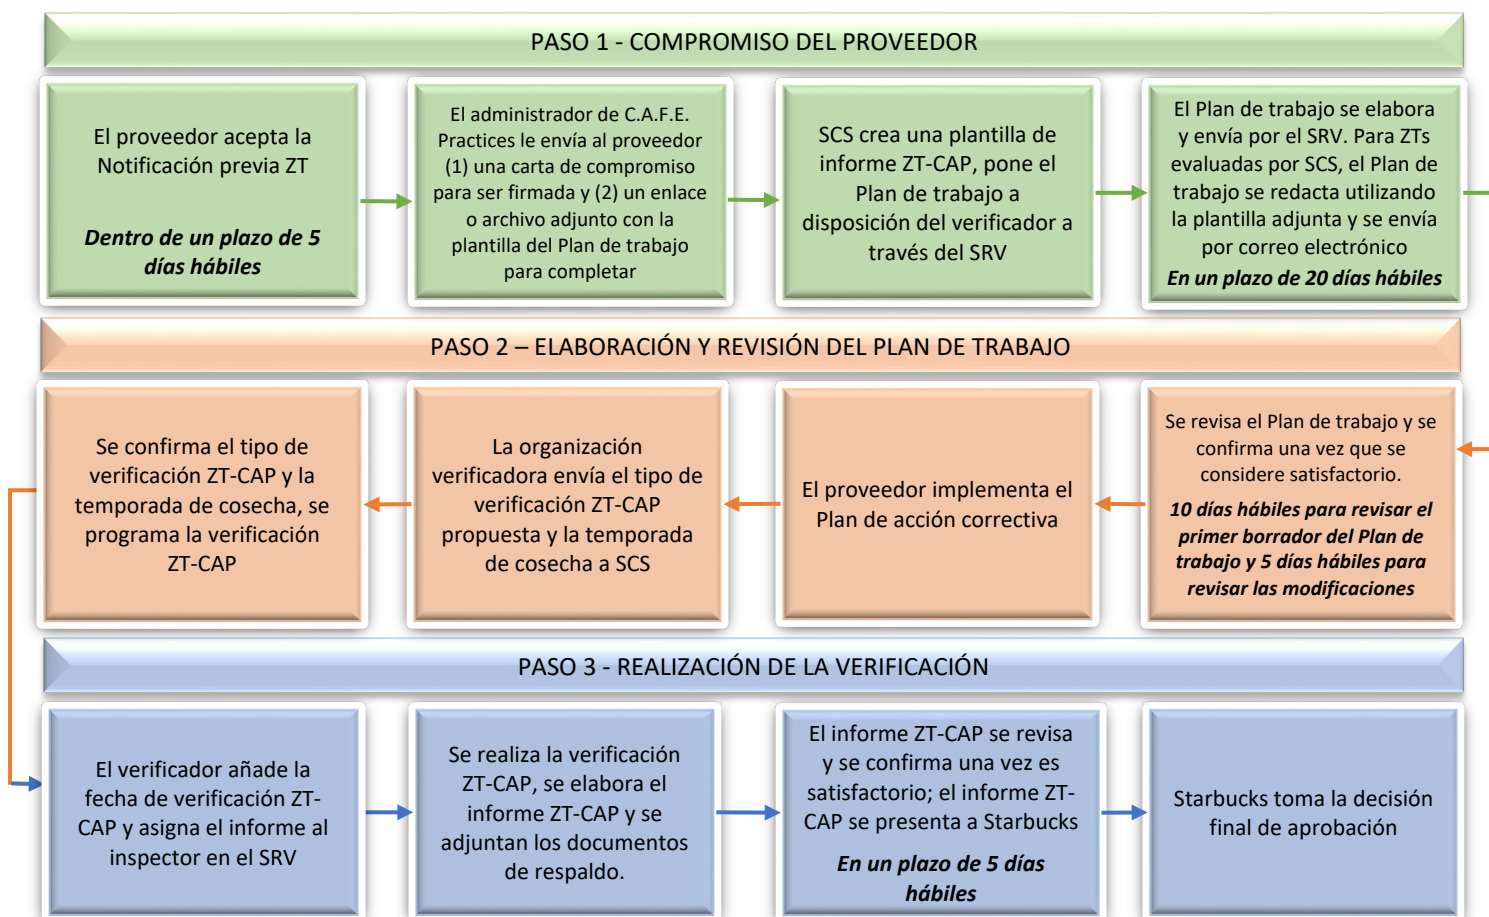 PASO 1 - COMPROMISO DEL PROVEEDOR
El proveedor acepta la
Notificación previa ZT
Dentro de un plazo de 5
días hábiles
El administrador de C.A.F.E.
Practices le envía al proveedor
(1) una carta de compromiso
para ser firmada y (2) un enlace
o archivo adjunto con la
plantilla del Plan de trabajo
para completar
SCS crea una plantilla de
informe ZT-CAP, pone el
Plan de trabajo a
disposición del verificador a
través del SRV
El Plan de trabajo se elabora
y envía por el SRV. Para ZTs
evaluadas por SCS, el Plan de
trabajo se redacta utilizando
la plantilla adjunta y se envía
por correo electrónico
En un plazo de 20 días hábiles
PASO 2 – ELABORACIÓN Y REVISIÓN DEL PLAN DE TRABAJO
Se confirma el tipo de
verificación ZT-CAP y la
temporada de cosecha, se
programa la verificación
ZT-CAP
La organización
verificadora envía el tipo de
verificación ZT-CAP
propuesta y la temporada
de cosecha a SCS
El proveedor implementa el
Plan de acción correctiva
Se revisa el Plan de trabajo y se
confirma una vez que se
considere satisfactorio.
10 días hábiles para revisar el
primer borrador del Plan de
trabajo y 5 días hábiles para
revisar las modificaciones
PASO 3 - REALIZACIÓN DE LA VERIFICACIÓN
El verificador añade la
fecha de verificación ZT-
CAP y asigna el informe al
inspector en el SRV
Se realiza la verificación
ZT-CAP, se elabora el
informe ZT-CAP y se
adjuntan los documentos
de respaldo.
El informe ZT-CAP se revisa
y se confirma una vez es
satisfactorio; el informe ZT-
CAP se presenta a Starbucks
En un plazo de 5 días
hábiles
Starbucks toma la decisión
final de aprobación